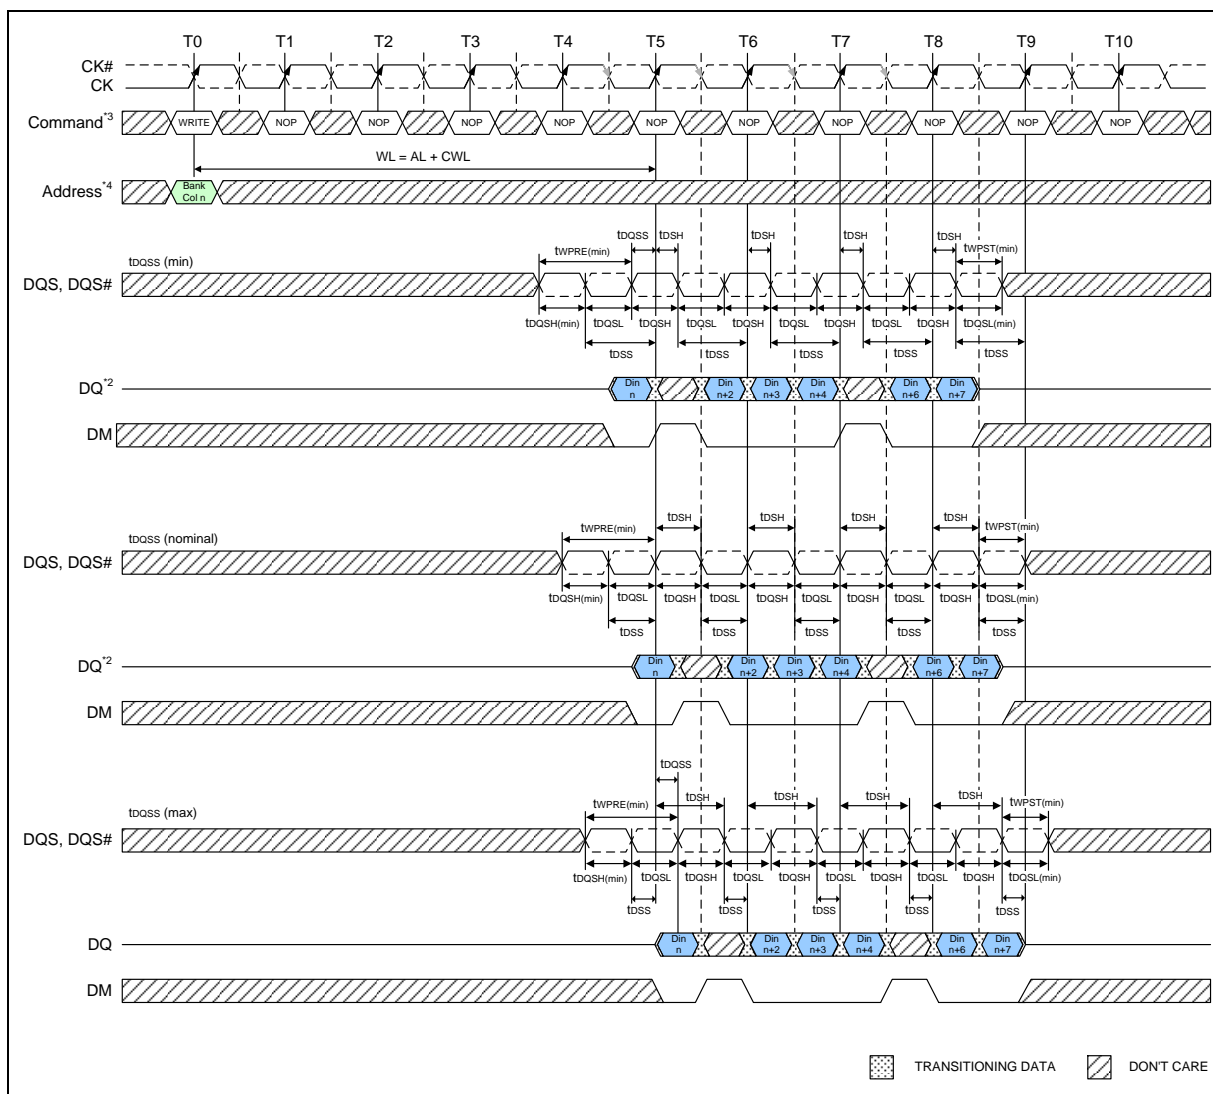 T0 T1 T2 T3 T4 T5 T6 T7 T8 T9 T10
CK#
CK
Command*3 WRITE NOP NOP NOP NOP NOP NOP NOP NOP NOP NOP
WL = AL + CWL
Address*4 Bank
Col n
tDQSS tDSH tDSH tDSH tDSH
tDQSS (min) tWPRE(min) tWPST(min)
DQS, DQS#
tDQSH(min) tDQSL tDQSH tDQSL tDQSH tDQSL tDQSH tDQSL tDQSH tDQSL(min)
tDSS tDSS tDSS tDSS tDSS
DQ*2 Din n Din n+2 Din n+3 Din n+4 Din n+6 Din n+7
DM
tWPRE(min) tDSH tDSH tDSH tDSH tWPST(min)
tDQSS (nominal)
DQS, DQS#
tDQSH(min) tDQSL tDQSH tDQSL tDQSH tDQSL tDQSH tDQSL tDQSH tDQSL(min)
tDSS tDSS tDSS tDSS tDSS
DQ*2 Din n Din n+2 Din n+3 Din n+4 Din n+6 Din n+7
DM
tDQSS
tDQSS (max) tWPRE(min) tDSH tDSH tDSH tDSH tWPST(min)
DQS, DQS#
tDQSH(min) tDQSL tDQSH tDQSL tDQSH tDQSL tDQSH tDQSL tDQSH tDQSL(min)
tDSS tDSS tDSS tDSS tDSS
DQ Din n Din n+2 Din n+3 Din n+4 Din n+6 Din n+7
DM
TRANSITIONING DATA DON'T CARE